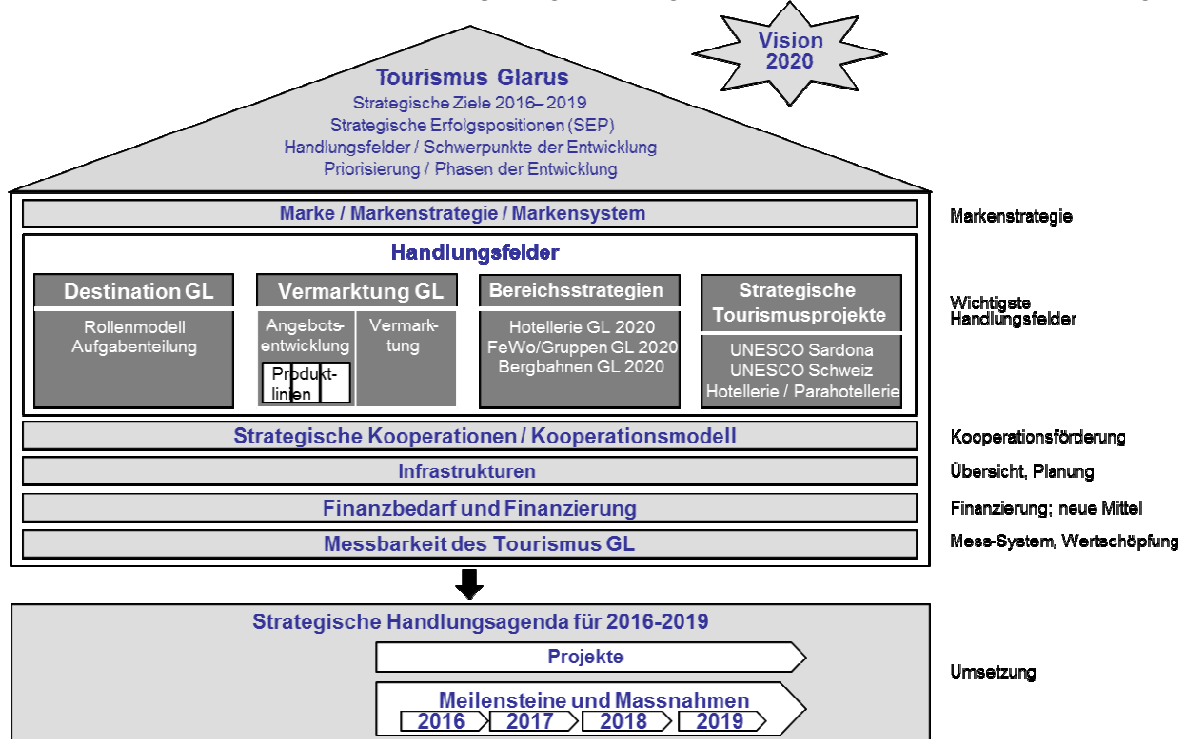 Vision
2020
Tourismus Glarus
Strategische Ziele 2016–2019
Strategische Erfolgspositionen (SEP)
Handlungsfelder / Schwerpunkte der Entwicklung
Priorisierung / Phasen der Entwicklung
Marke / Markenstrategie / Markensystem
Markenstrategie
Handlungsfelder
Wichtigste
Handlungsfelder
Destination GL
Rollenmodell
Aufgabenteilung
Vermarktung GL
Angebots-
entwicklung
Produkt-
linien
Vermark-
tung
Bereichsstrategien
Hotellerie GL 2020
FeWo/Gruppen GL 2020
Bergbahnen GL 2020
Strategische
Tourismusprojekte
UNESCO Sardona
UNESCO Schweiz
Hotellerie / Parahotellerie
Strategische Kooperationen / Kooperationsmodell
Kooperationsförderung
Infrastrukturen
Übersicht, Planung
Finanzbedarf und Finanzierung
Finanzierung; neue Mittel
Messbarkeit des Tourismus GL
Mess-System, Wertschöpfung
Strategische Handlungsagenda für 2016-2019
Projekte
Umsetzung
Meilensteine und Massnahmen
2016 2017 2018 2019